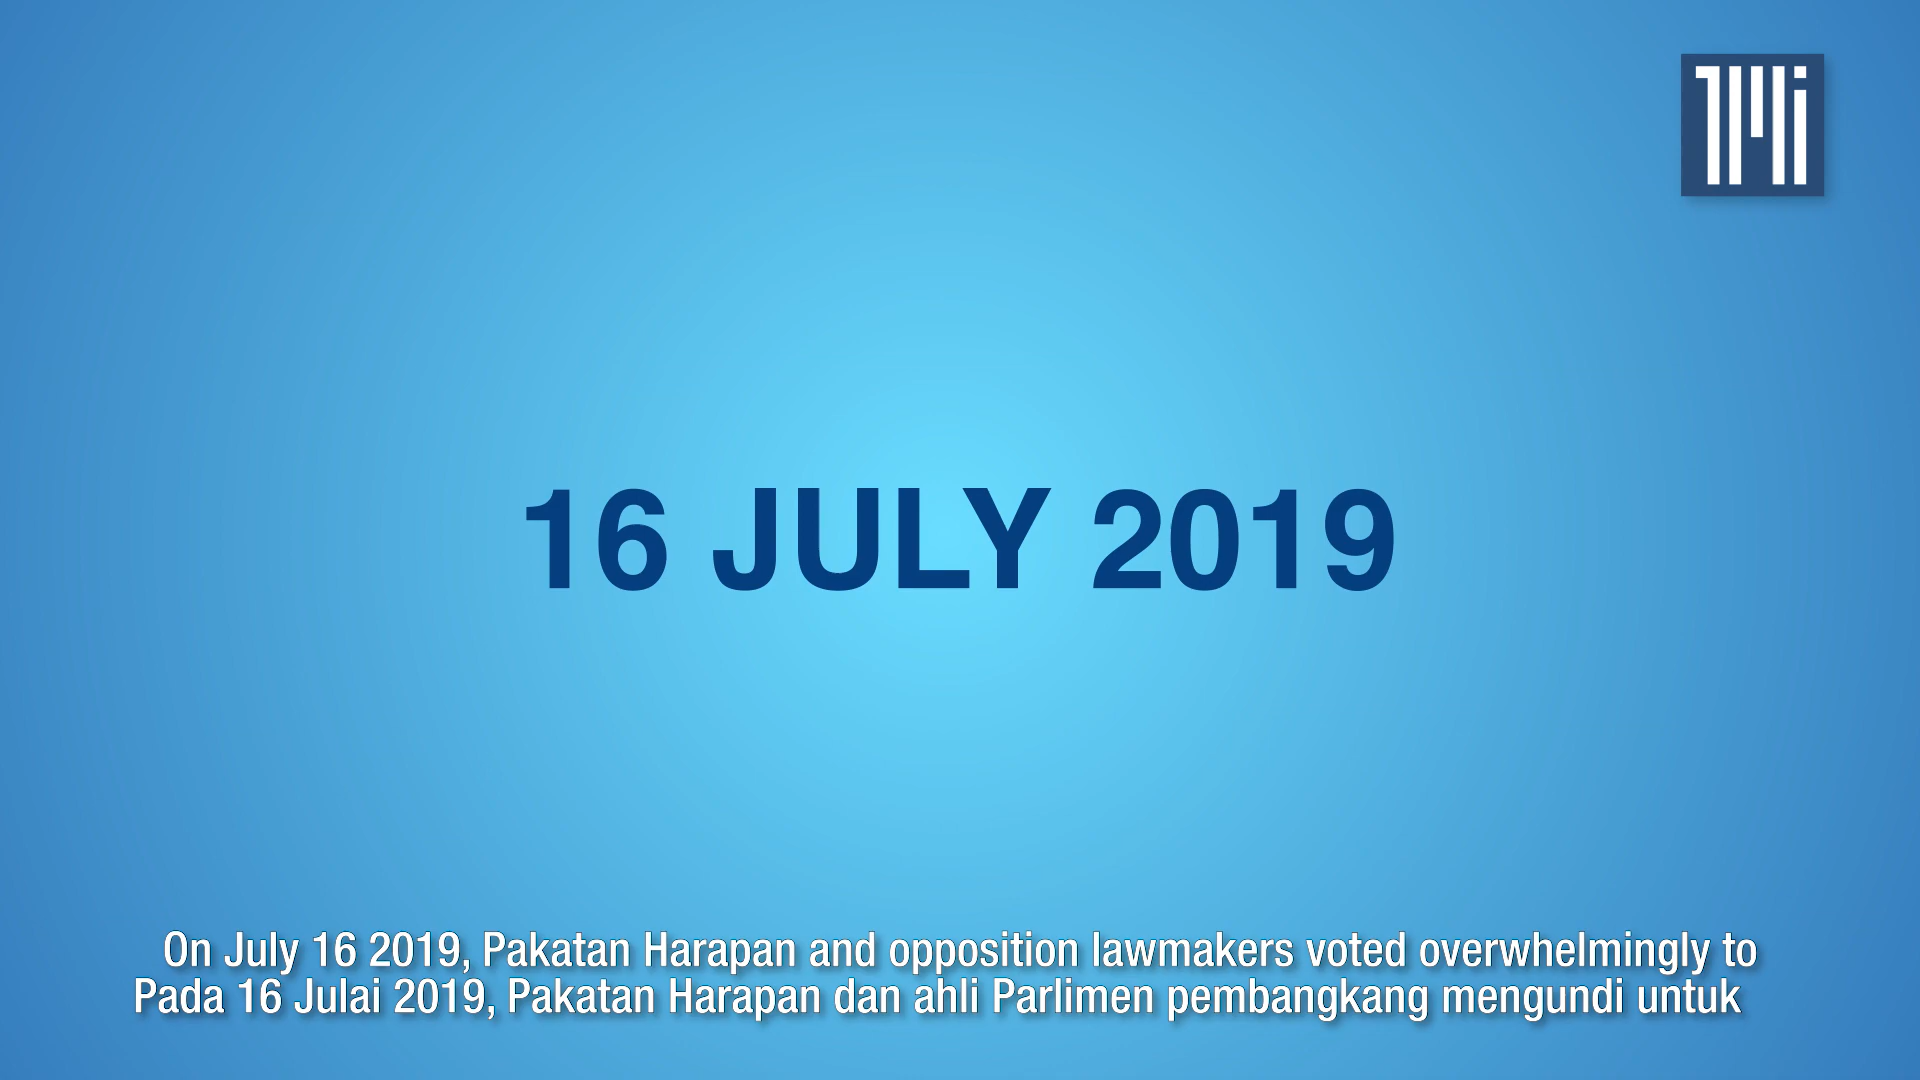 TMI
16 JULY 2019
On July 16 2019, Pakatan Harapan and opposition lawmakers voted overwhelmingly to
Pada 16 Julai 2019, Pakatan Harapan dan ahli Parlimen pembangkang mengundi untuk